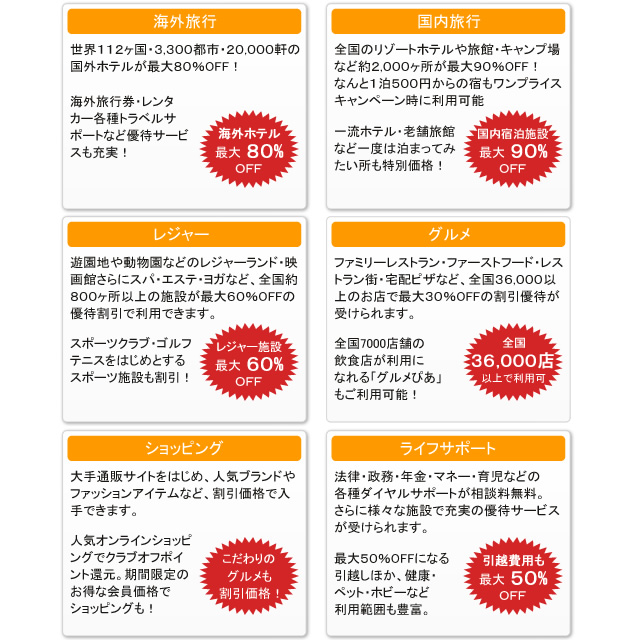 海外旅行
世界112ヶ国・3,300都市・20,000軒の
国外ホテルが最大80%OFF！
海外旅行券・レンタ
カー各種トラベルサ
ポートなど優待サービ
スも充実！
海外ホテル
最大 80%
OFF
国内旅行
全国のリゾートホテルや旅館・キャンプ場
など約2,000ヶ所が最大90%OFF！
なんと1泊500円からの宿もワンプライス
キャンペーン時に利用可能
一流ホテル・老舗旅館
など一度は泊まってみ
たい所も特別価格！
国内宿泊施設
最大 90%
OFF
レジャー
遊園地や動物園などのレジャーランド・映
画館さらにスパ・エステ・ヨガなど、全国約
800ヶ所以上の施設が最大60%OFFの
優待割引で利用できます。
スポーツクラブ・ゴルフ
テニスをはじめとする
スポーツ施設も割引！
レジャー施設
最大 60%
OFF
グルメ
ファミリーレストラン・ファーストフード・レス
トラン街・宅配ピザなど、全国36,000以
上のお店で最大30%OFFの割引優待が
受けられます。
全国7000店舗の
飲食店が利用に
なれる「グルメぴあ」
もご利用可能！
全国
36,000店
以上で利用可
ショッピング
大手通販サイトをはじめ、人気ブランドや
ファッションアイテムなど、割引価格で入
手できます。
人気オンラインショッピ
ングでクラブオフポイ
ント還元。期間限定の
お得な会員価格で
ショッピングも！
こだわりの
グルメも
割引価格！
ライフサポート
法律・政務・年金・マネー・育児などの
各種ダイヤルサポートが相談料無料。
さらに様々な施設で充実の優待サービス
が受けられます。
最大50%OFFになる
引越しほか、健康・
ペット・ホビーなど
利用範囲も豊富。
引越費用も
最大 50%
OFF